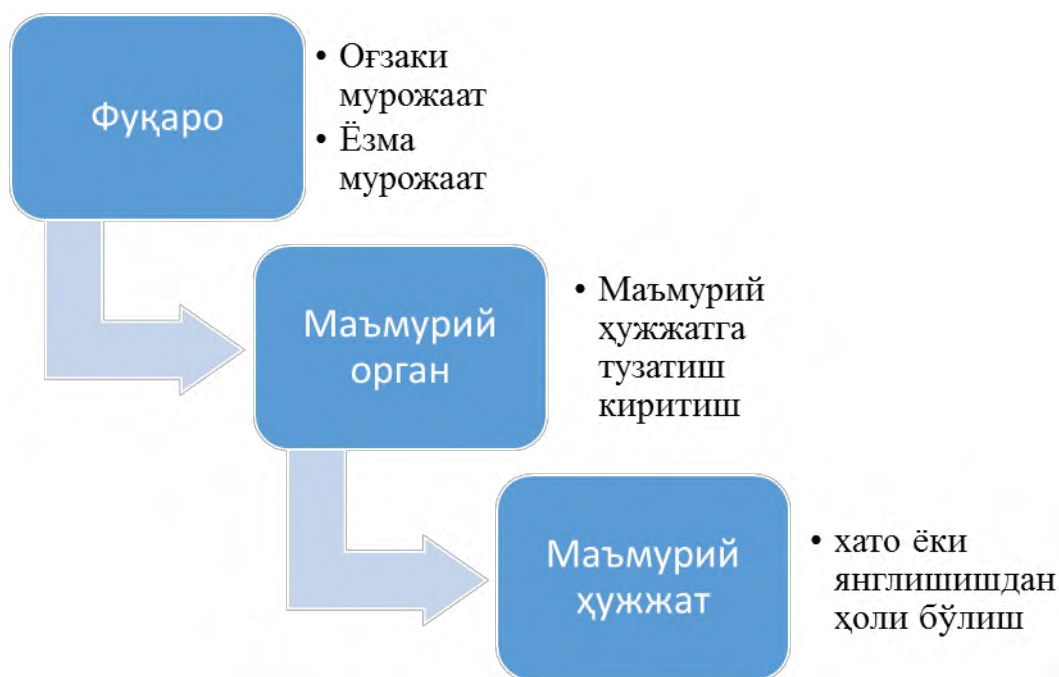 Фуқаро
• Оғзаки
мурожаат
• Ёзма
мурожаат
Маъмурий
орган
• Маъмурий
ҳужжатга
тузатиш
киритиш
Маъмурий
ҳужжат
• хато ёки
янглишишдан
ҳоли бўлиш